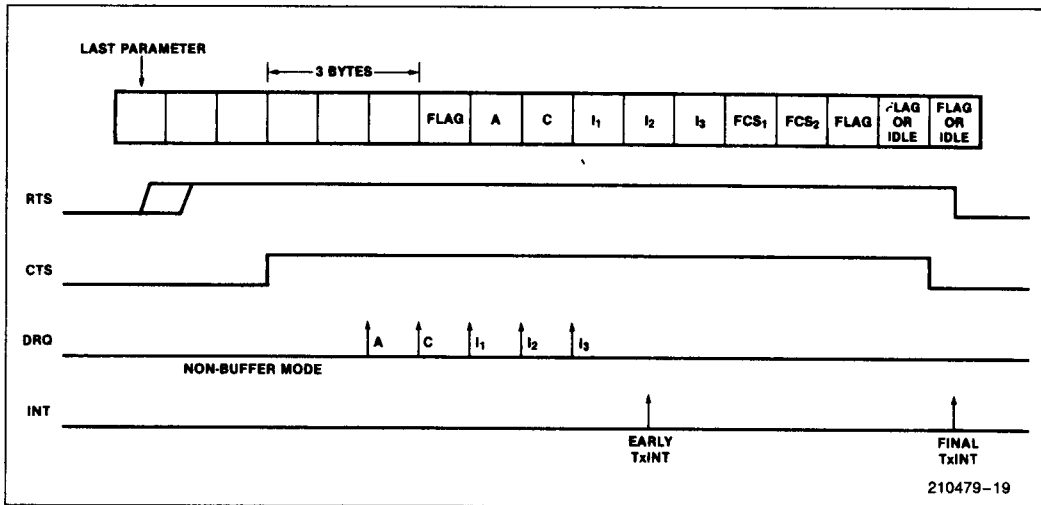 LAST PARAMETER
3 BYTES
FLAG A C I₁ I₂ I₃ FCS₁ FCS₂ FLAG FLAG OR IDLE FLAG OR IDLE
RTS
CTS
DRQ A C I₁ I₂ I₃
NON-BUFFER MODE
INT
EARLY TxINT
FINAL TxINT
210479–19